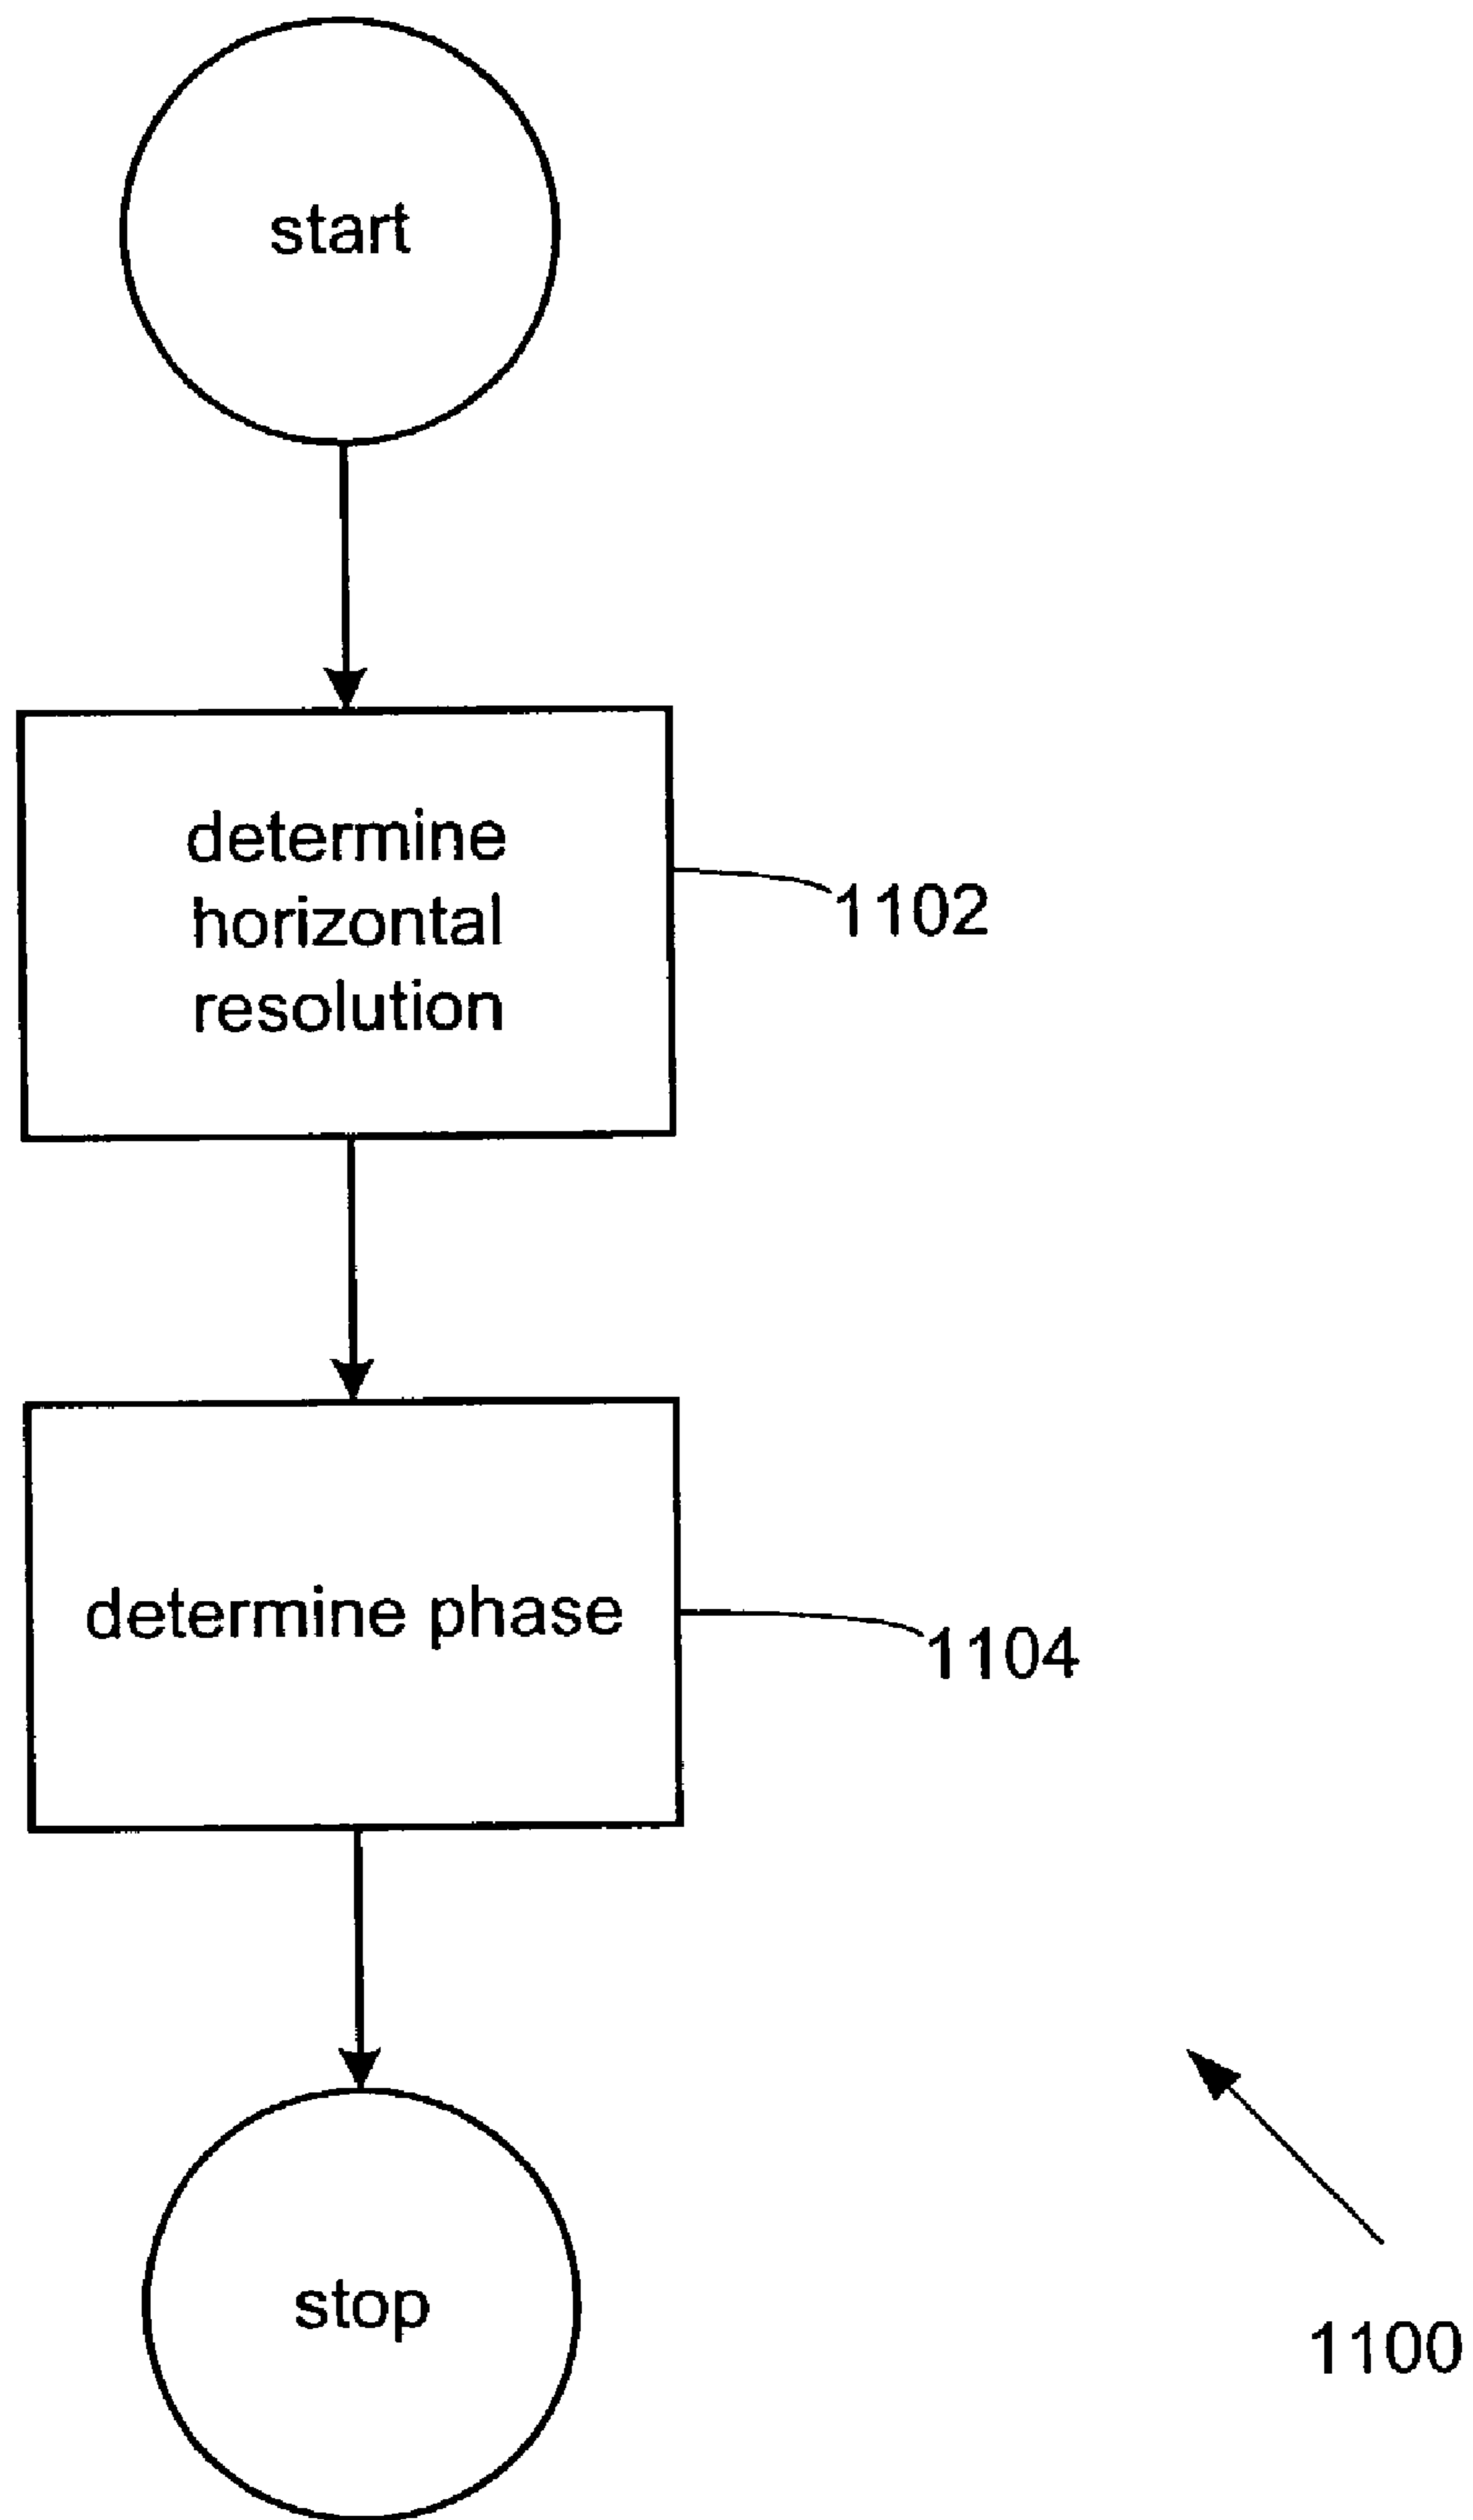 start
determine
horizontal
resolution
1102
determine phase
1104
stop
1100